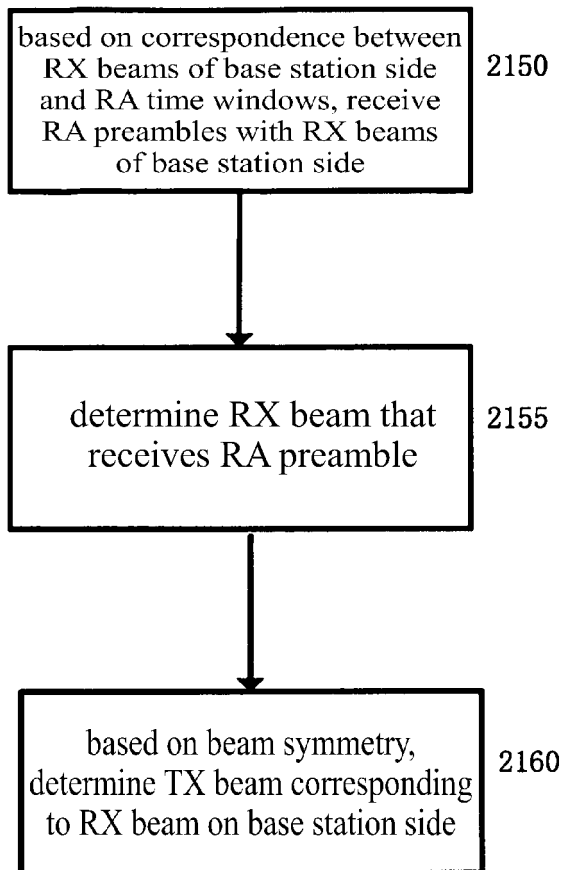 based on correspondence between
RX beams of base station side
and RA time windows, receive
RA preambles with RX beams
of base station side
2150
determine RX beam that
receives RA preamble
2155
based on beam symmetry,
determine TX beam corresponding
to RX beam on base station side
2160